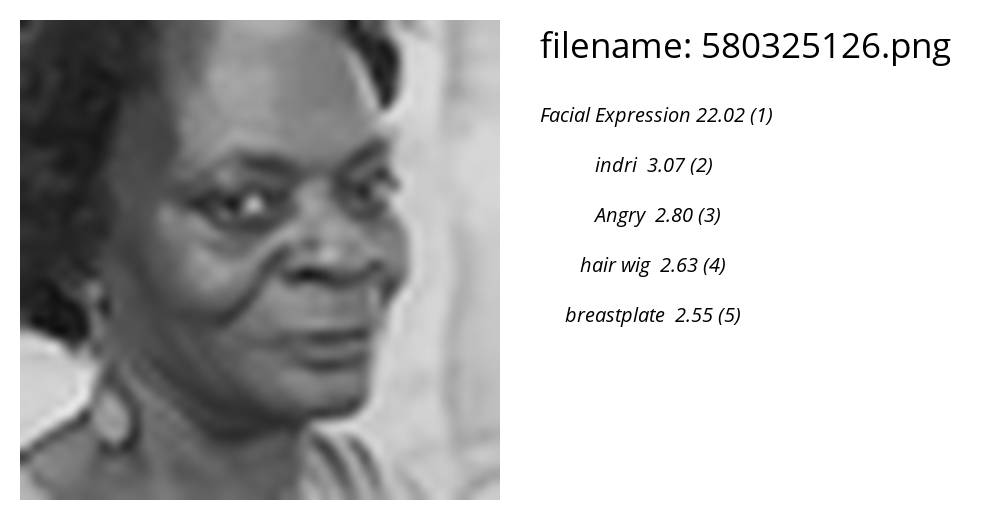 filename: 580325126.png
Facial Expression 22.02 (1)
indri 3.07 (2)
Angry 2.80 (3)
hair wig 2.63 (4)
breastplate 2.55 (5)